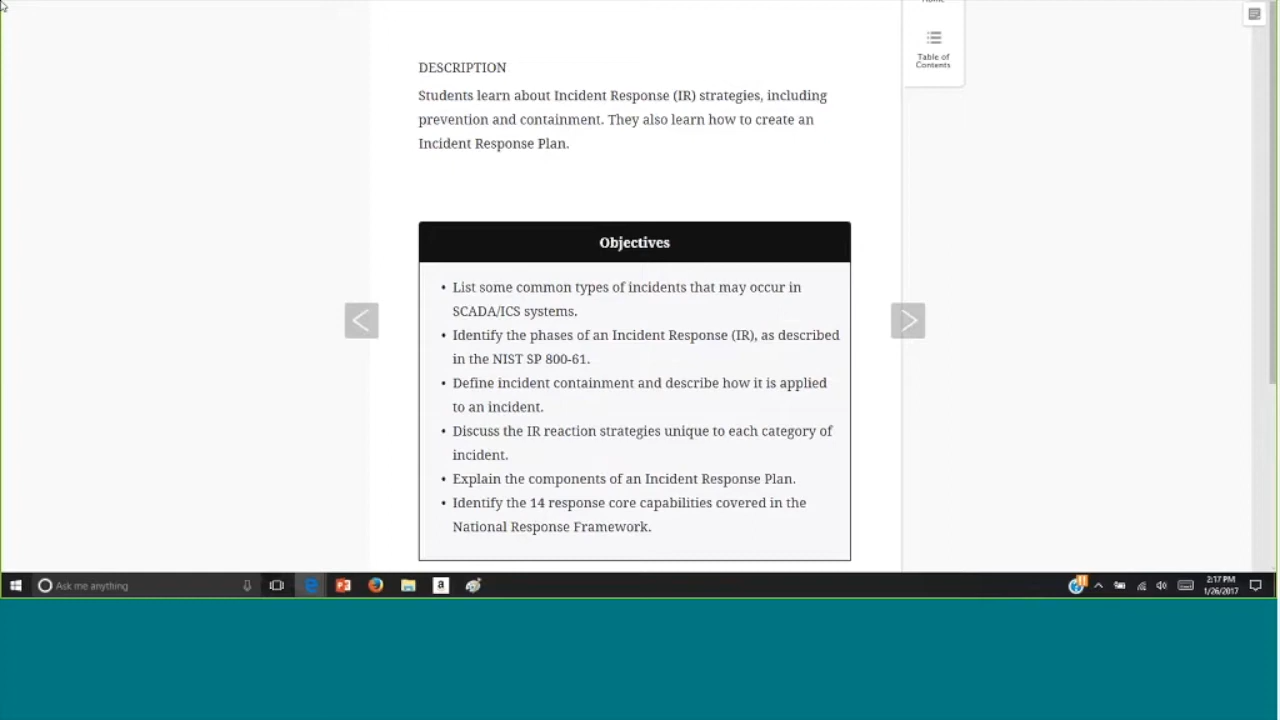 Home
Table of
Contents
DESCRIPTION
Students learn about Incident Response (IR) strategies, including
prevention and containment. They also learn how to create an
Incident Response Plan.
Objectives
• List some common types of incidents that may occur in
SCADA/ICS systems.
• Identify the phases of an Incident Response (IR), as described
in the NIST SP 800-61.
• Define incident containment and describe how it is applied
to an incident.
• Discuss the IR reaction strategies unique to each category of
incident.
• Explain the components of an Incident Response Plan.
• Identify the 14 response core capabilities covered in the
National Response Framework.
Ask me anything
2:17 PM
1/26/2017